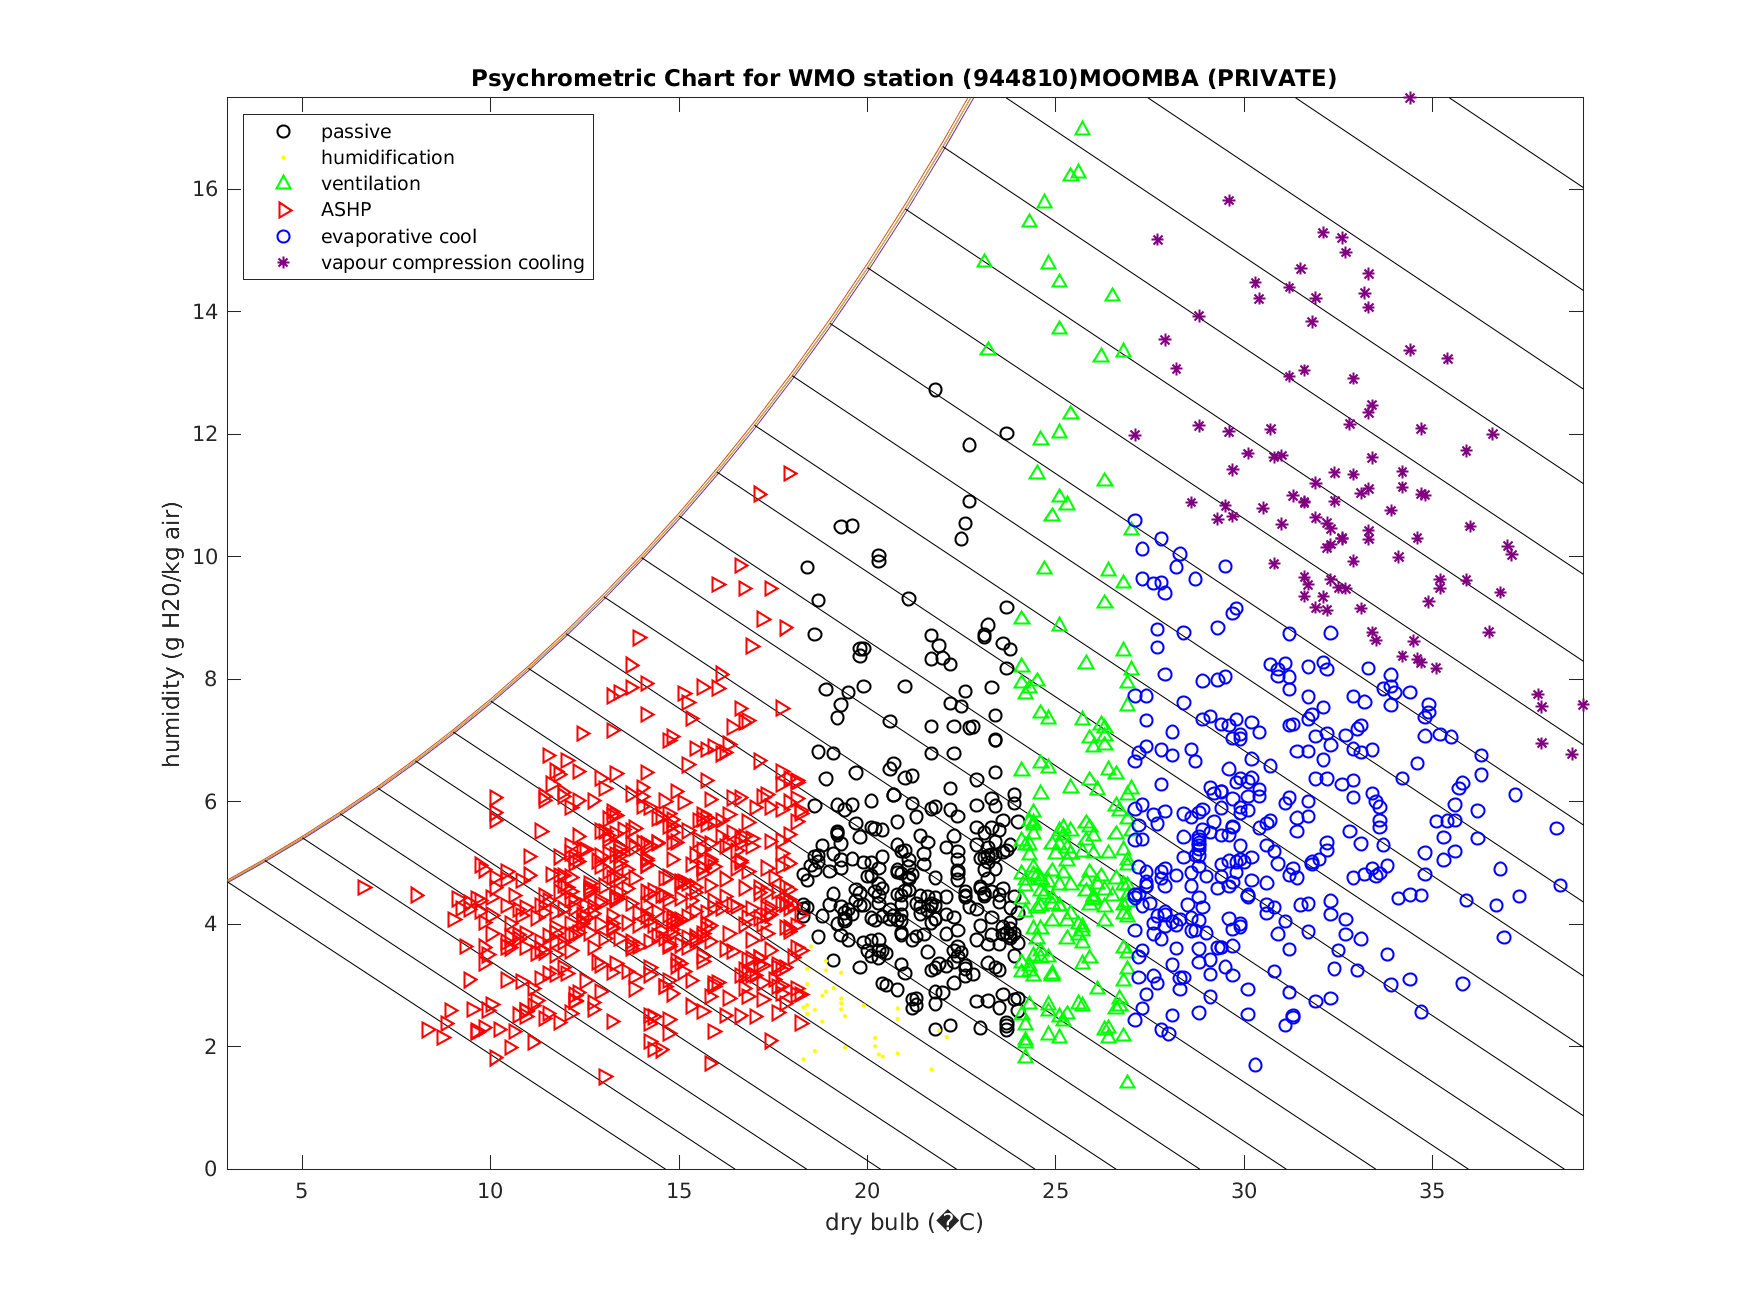 Psychrometric Chart for WMO station (944810)MOOMBA (PRIVATE)
passive
humidification
ventilation
ASHP
evaporative cool
vapour compression cooling
humidity (g H20/kg air)
16
14
12
10
8
6
4
2
0
5 10 15 20 25 30 35
dry bulb (�C)